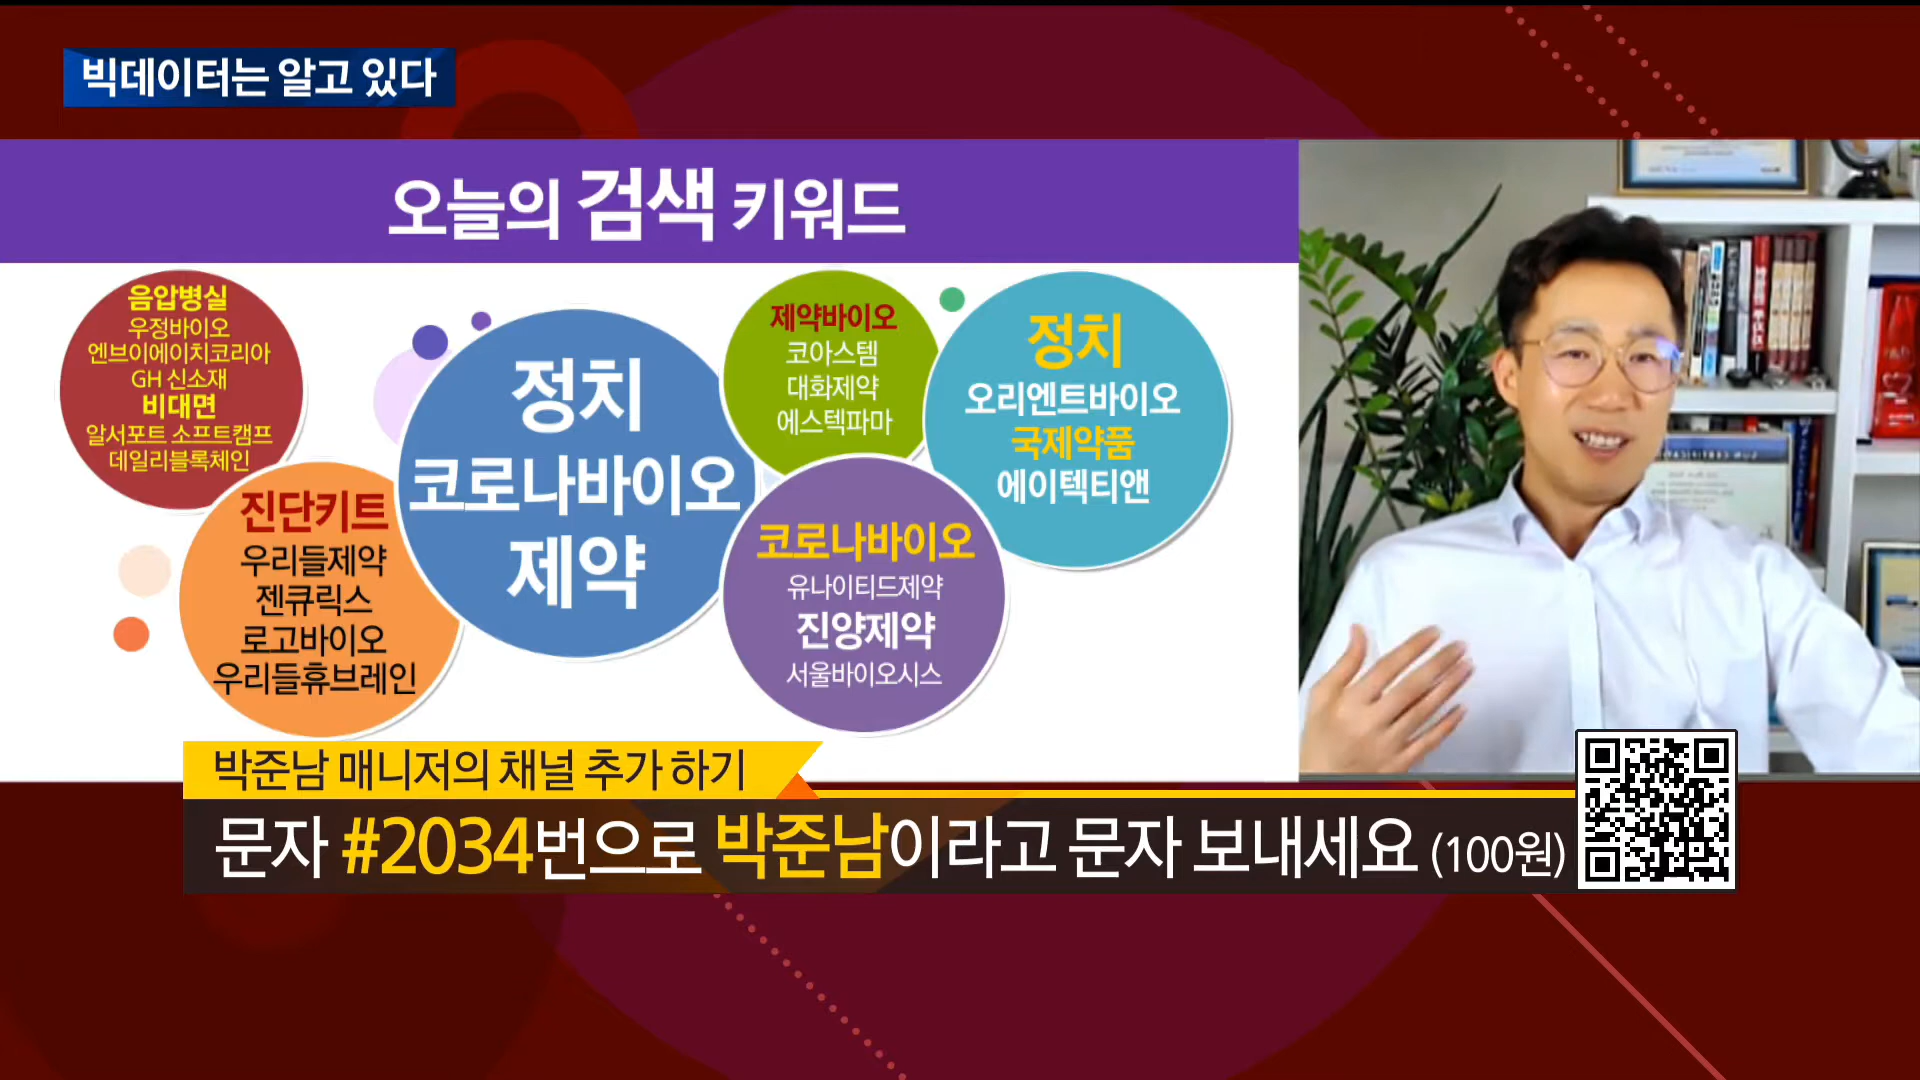 빅데이터는 알고 있다
오늘의 검색 키워드
음압병실
우정바이오
엔브이에이치코리아
GH 신소재
비대면
알서포트 소프트캠프
데일리블록체인
진단키트
우리들제약
젠큐릭스
로고바이오
우리들휴브레인
정치
코로나바이오
제약
제약바이오
코아스템
대화제약
에스텍파마
코로나바이오
유나이티드제약
진양제약
서울바이오시스
정치
오리엔트바이오
국제약품
에이텍티앤
박준남 매니저의 채널 추가 하기
문자 #2034번으로 박준남이라고 문자 보내세요 (100원)